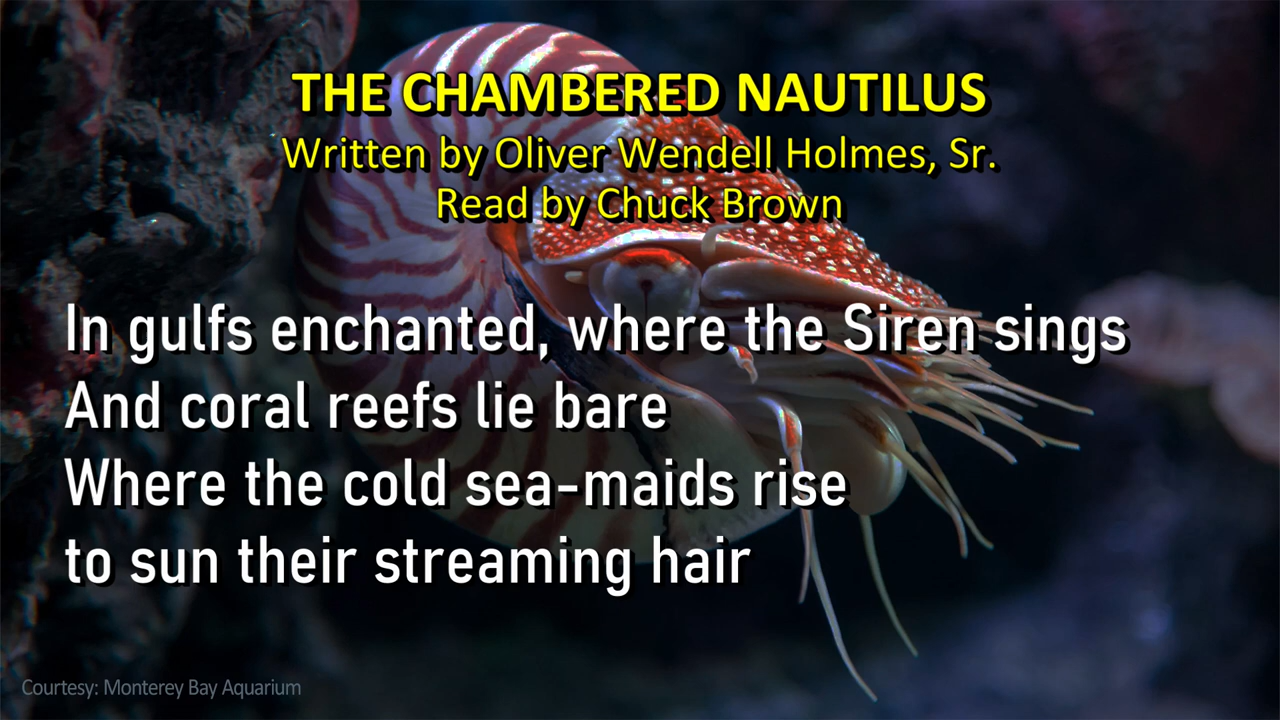 THE CHAMBERED NAUTILUS
Written by Oliver Wendell Holmes, Sr.
Read by Chuck Brown
In gulfs enchanted, where the Siren sings
And coral reefs lie bare
Where the cold sea-maids rise
to sun their streaming hair
Courtesy: Monterey Bay Aquarium